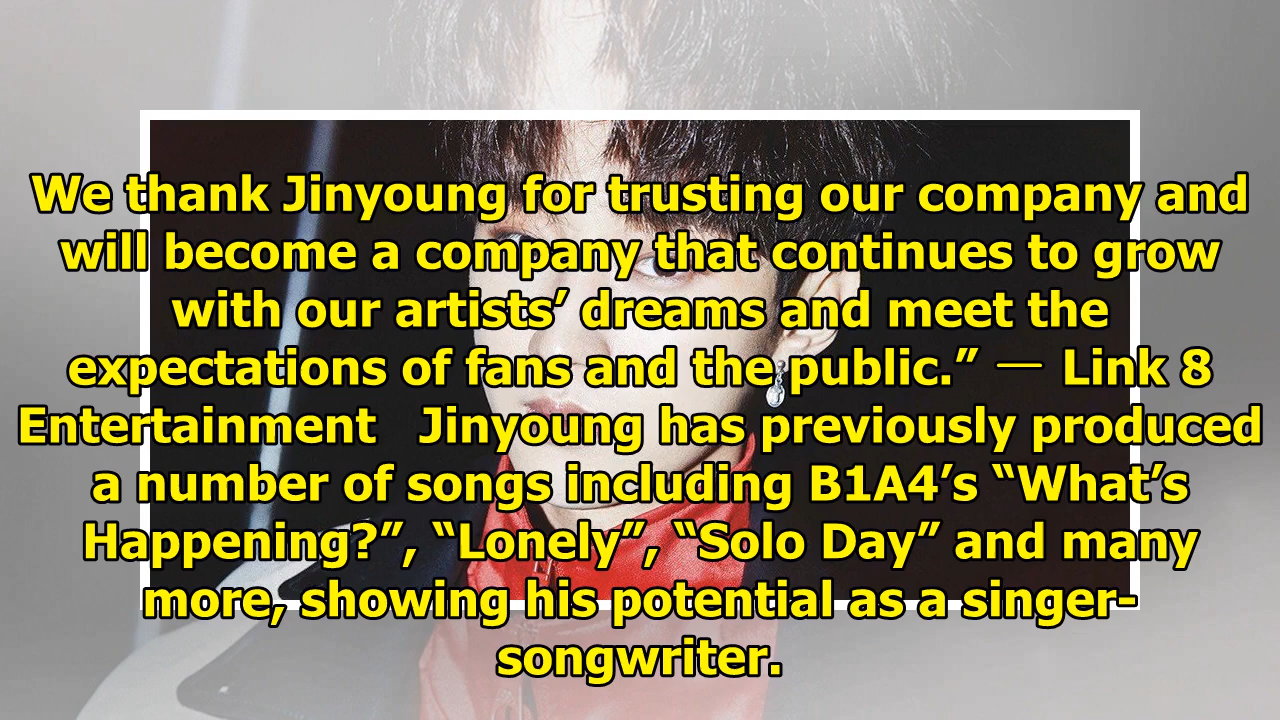 We thank Jinyoung for trusting our company and
will become a company that continues to grow
with our artists’ dreams and meet the
expectations of fans and the public.” — Link 8
Entertainment   Jinyoung has previously produced
a number of songs including B1A4’s “What’s
Happening?”, “Lonely”, “Solo Day” and many
more, showing his potential as a singer-
songwriter.